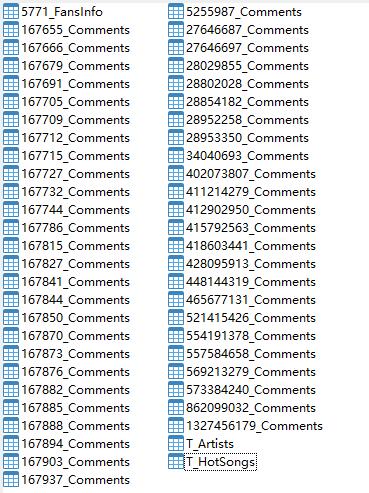 5771_FansInfo
167655_Comments
167666_Comments
167679_Comments
167691_Comments
167705_Comments
167709_Comments
167712_Comments
167715_Comments
167727_Comments
167732_Comments
167744_Comments
167786_Comments
167815_Comments
167827_Comments
167841_Comments
167844_Comments
167850_Comments
167870_Comments
167873_Comments
167876_Comments
167882_Comments
167885_Comments
167888_Comments
167894_Comments
167903_Comments
167937_Comments
5255987_Comments
27646687_Comments
27646697_Comments
28029855_Comments
28802028_Comments
28854182_Comments
28952258_Comments
28953350_Comments
34040693_Comments
402073807_Comments
411214279_Comments
412902950_Comments
415792563_Comments
418603441_Comments
428095913_Comments
448144319_Comments
465677131_Comments
521415426_Comments
554191378_Comments
557584658_Comments
569213279_Comments
573384240_Comments
862099032_Comments
1327456179_Comments
T_Artists
T_HotSongs